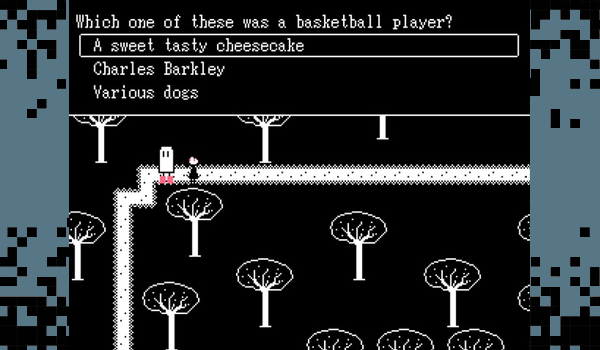 Which one of these was a basketball player?
A sweet tasty cheesecake
Charles Barkley
Various dogs